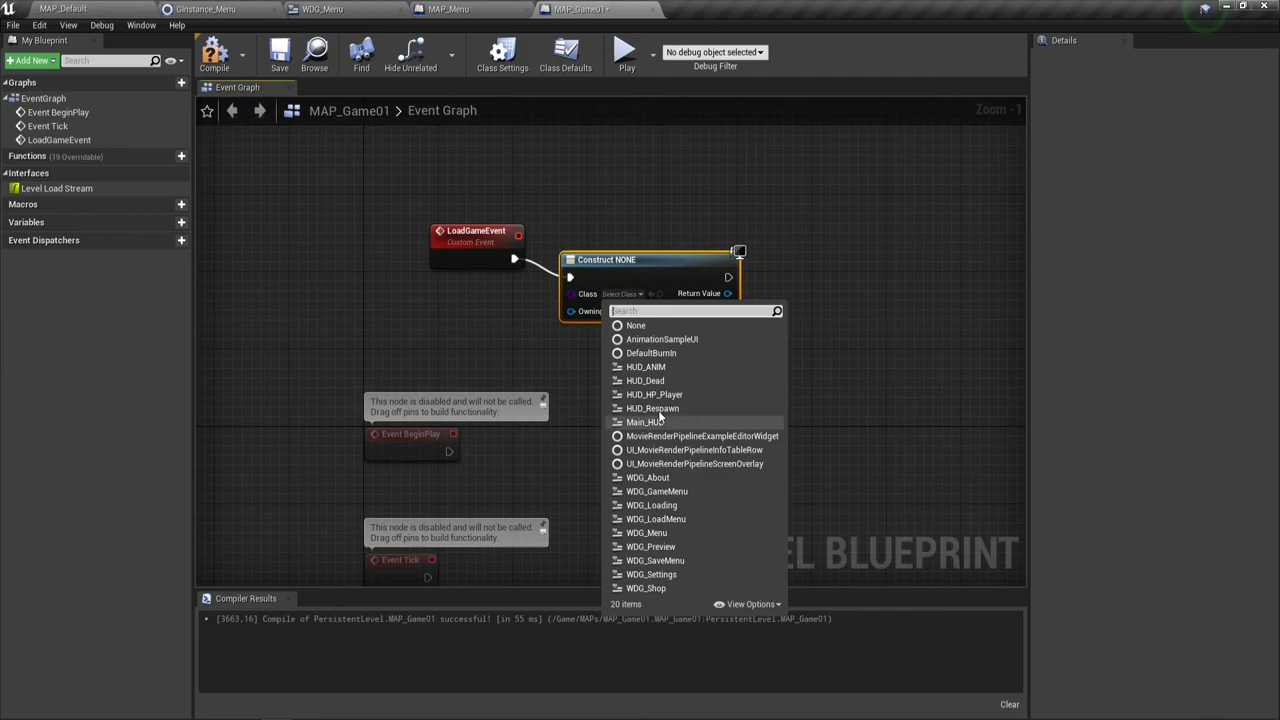 MAP_Default
GInstance_Menu
WDG_Menu
MAP_Menu
MAP_Game01*
File Edit View Debug Asset Window Help
My Blueprint
Add New
Search
Compile
Save
Browse
Find
Hide Unrelated
Class Settings
Class Defaults
Play
No debug object selected
Debug Filter
Details
Graphs
EventGraph
Event BeginPlay
Event Tick
LoadGameEvent
Functions (19 Overridable)
Interfaces
Level Load Stream
Macros
Variables
Event Dispatchers
Event Graph
MAP_Game01 > Event Graph
Zoom -1
LoadGameEvent
Custom Event
Construct NONE
Class Select Class
Return Value
Owning
Search
None
AnimationSampleUI
DefaultBurnIn
HUD_ANIM
HUD_Dead
HUD_HP_Player
HUD_Respawn
Main_HUD
MovieRenderPipelineExampleEditorWidget
UI_MovieRenderPipelineInfoTableRow
UI_MovieRenderPipelineScreenOverlay
WDG_About
WDG_GameMenu
WDG_Loading
WDG_LoadMenu
WDG_Menu
WDG_Preview
WDG_SaveMenu
WDG_Settings
WDG_Shop
20 items
View Options
This node is disabled and will not be called.
Drag off pins to build functionality.
Event BeginPlay
This node is disabled and will not be called.
Drag off pins to build functionality.
Event Tick
EL BLUEPRINT
Compiler Results
[3663,16] Compile of PersistentLevel.MAP_Game01 successful! [in 55 ms] (/Game/MAPs/MAP_Game01.MAP_Game01:PersistentLevel.MAP_Game01)
Clear